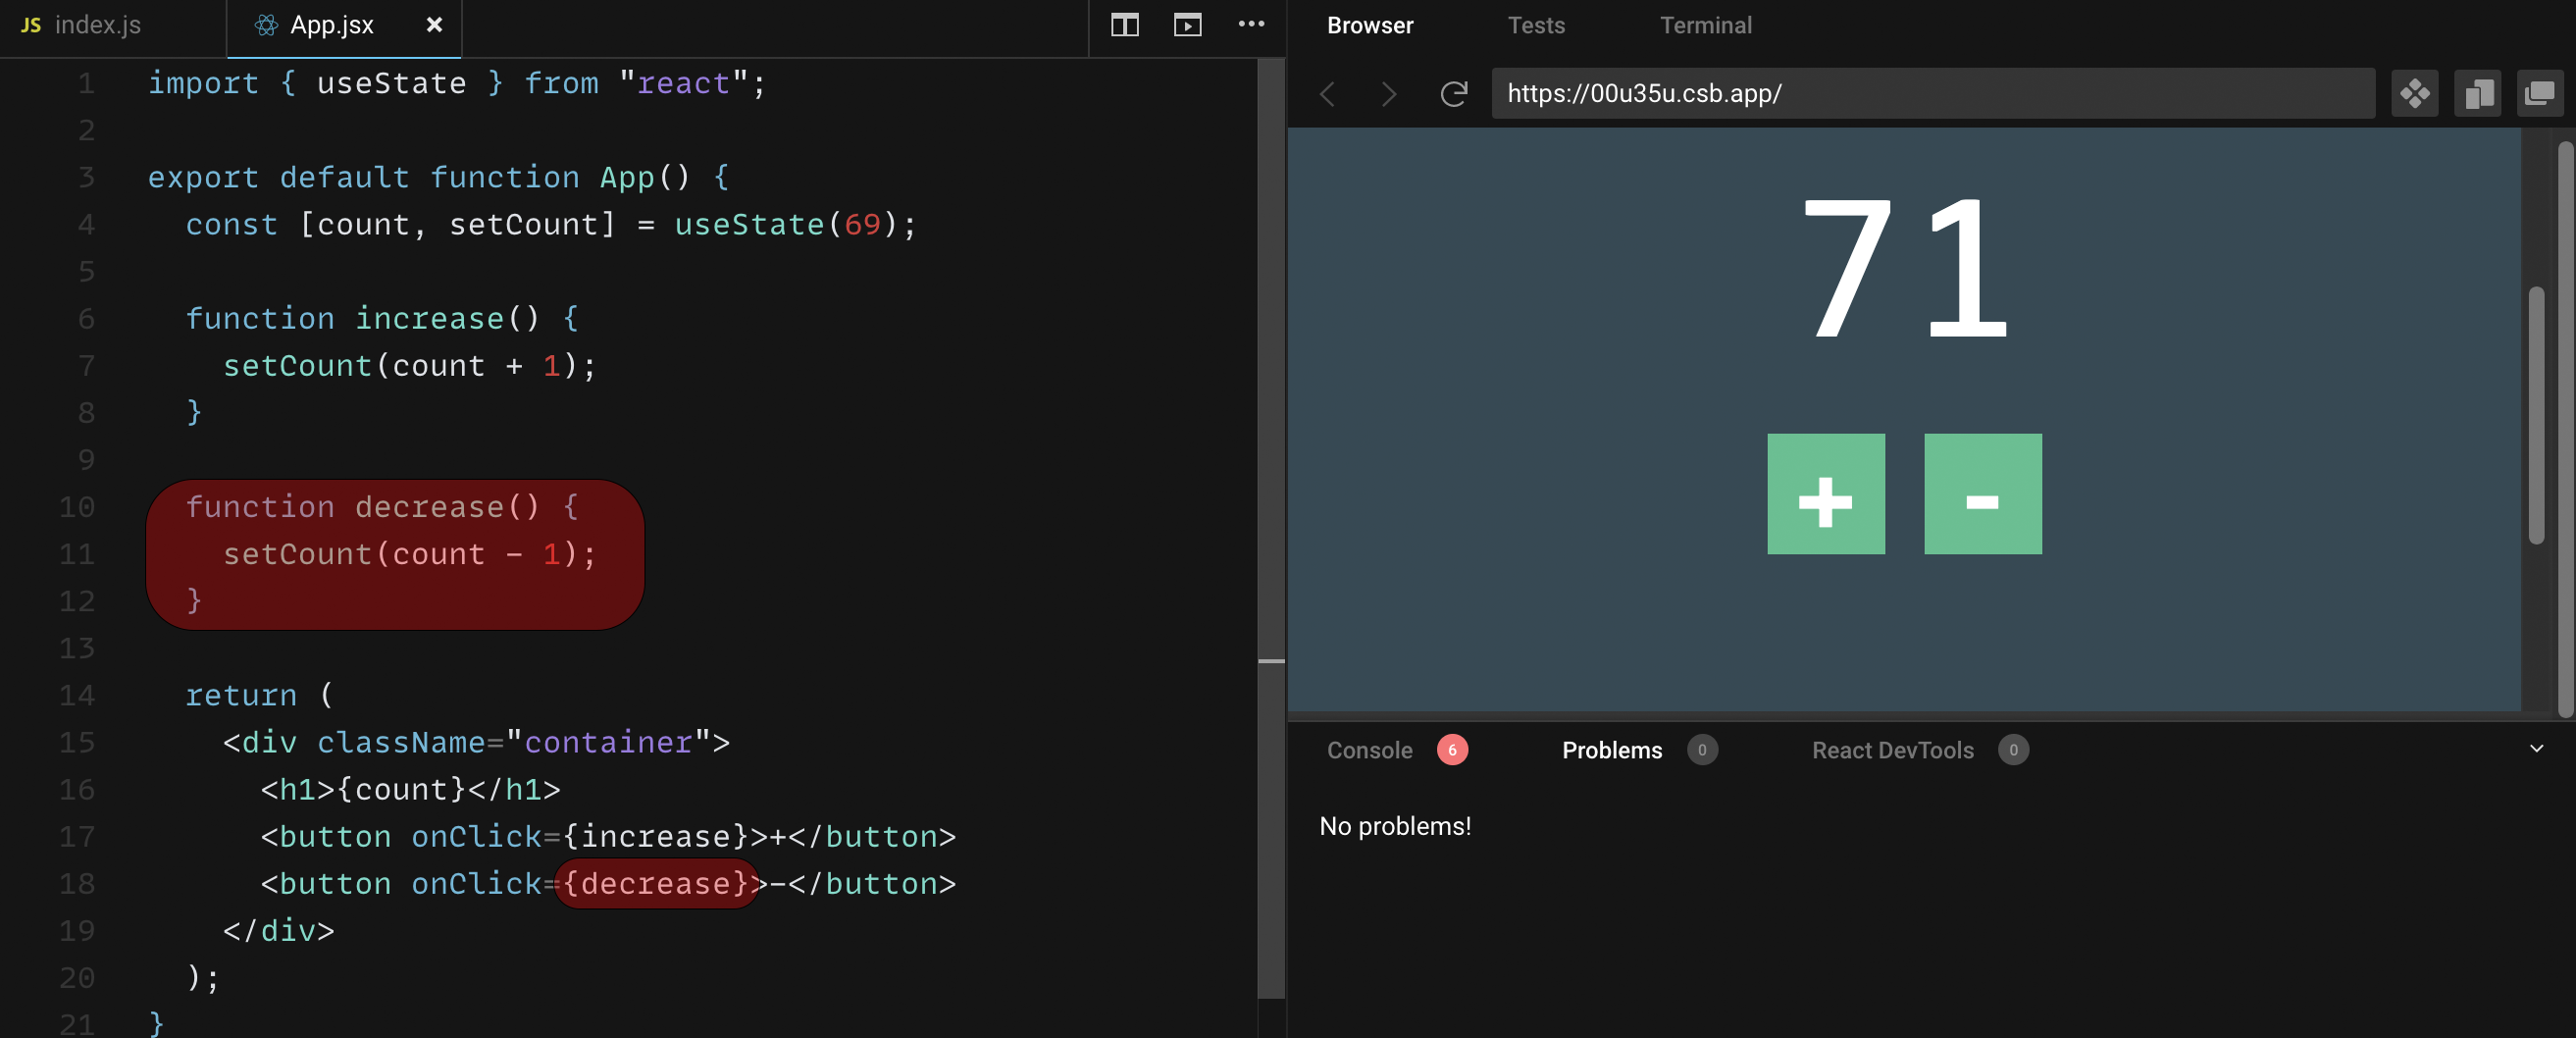 JS index.js
App.jsx
1 import { useState } from "react";
2
3 export default function App() {
4 const [count, setCount] = useState(69);
5
6 function increase() {
7 setCount(count + 1);
8 }
9
10 function decrease() {
11 setCount(count - 1);
12 }
13
14 return (
15 <div className="container">
16 <h1>{count}</h1>
17 <button onClick={increase}>+</button>
18 <button onClick={decrease}>-</button>
19 </div>
20 );
21 }
Browser Tests Terminal
https://00u35u.csb.app/
71
+ -
Console 6 Problems 0 React DevTools 0
No problems!